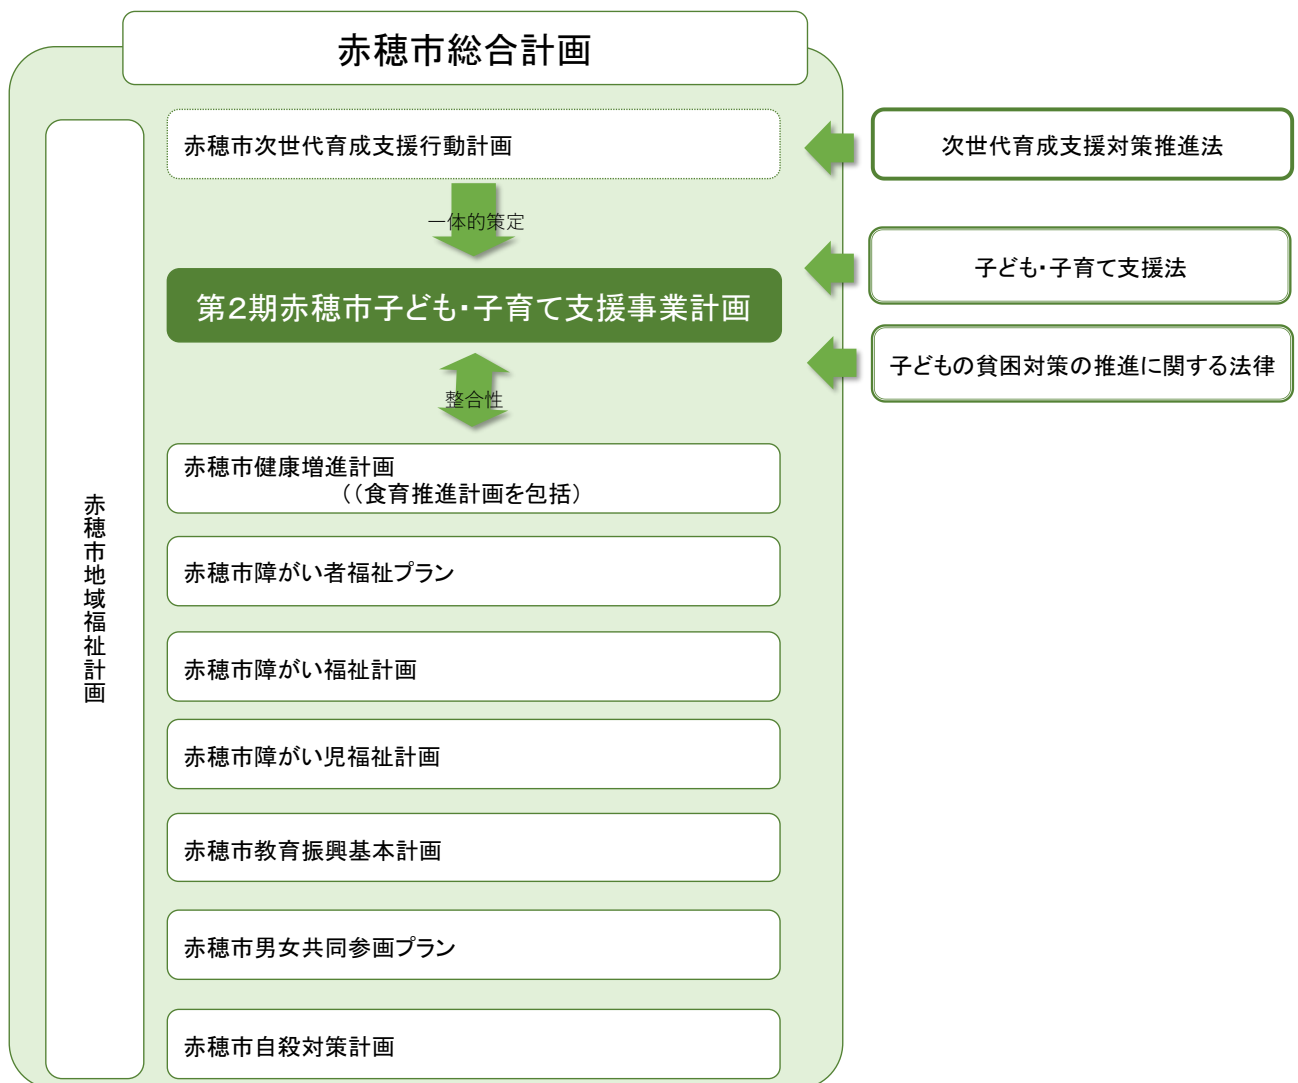 赤穂市総合計画
赤穂市次世代育成支援行動計画
次世代育成支援対策推進法
一体的策定
子ども・子育て支援法
第2期赤穂市子ども・子育て支援事業計画
子どもの貧困対策の推進に関する法律
整合性
赤穂市地域福祉計画
赤穂市健康増進計画
（（食育推進計画を包括）
赤穂市障がい者福祉プラン
赤穂市障がい福祉計画
赤穂市障がい児福祉計画
赤穂市教育振興基本計画
赤穂市男女共同参画プラン
赤穂市自殺対策計画